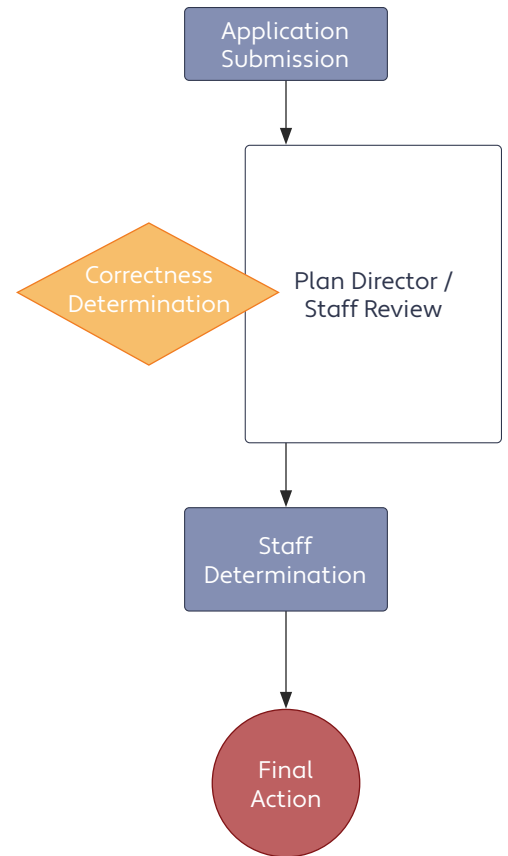 Application
Submission
Correctness
Determination
Plan Director /
Staff Review
Staff
Determination
Final
Action